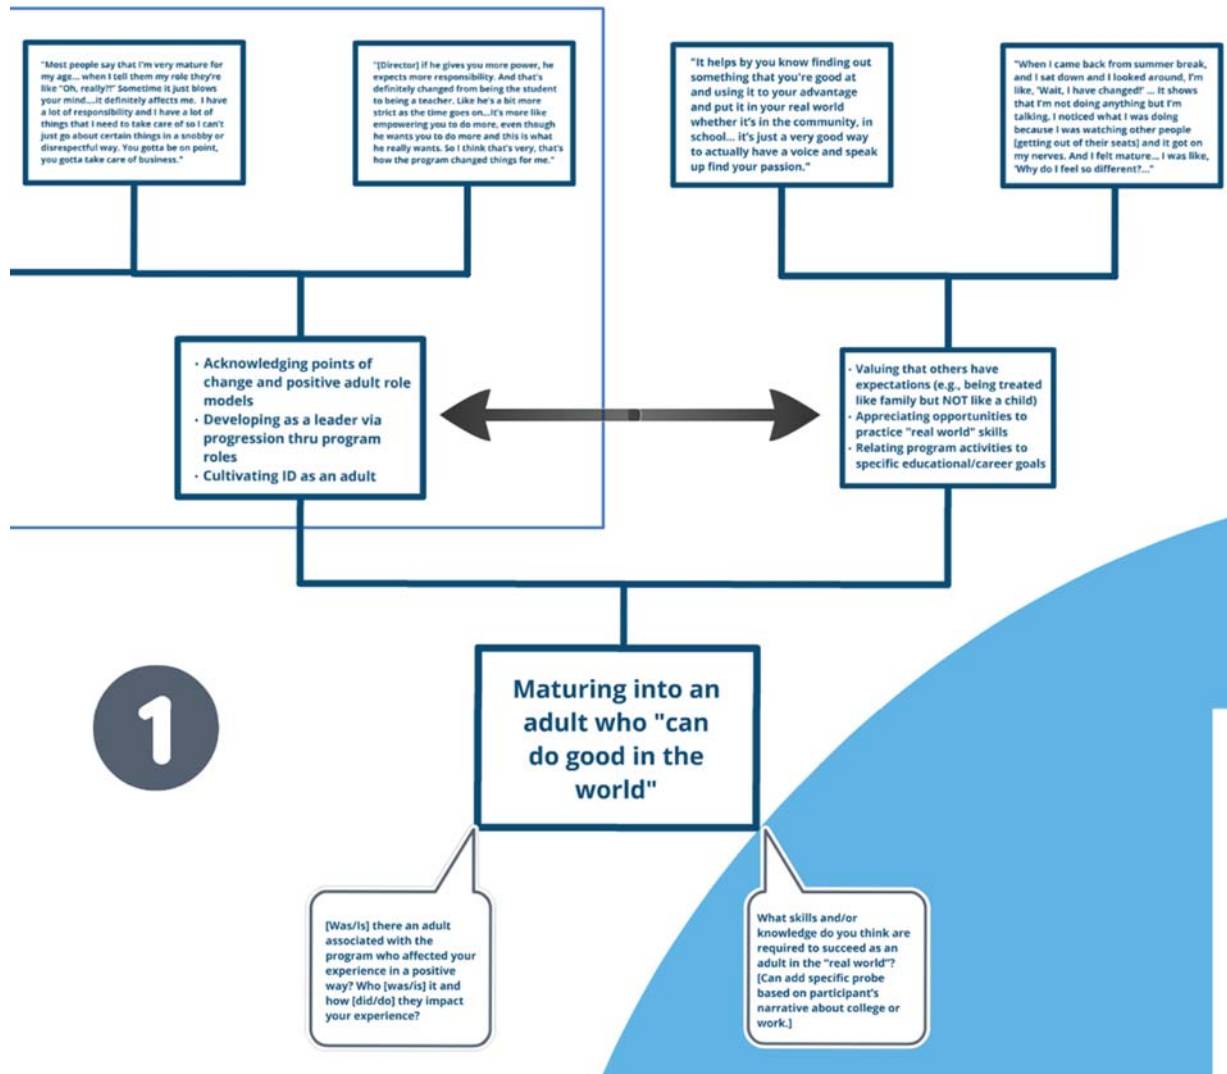 "Most people say that I'm very mature for
my age... when I tell them my role they're
like "Oh, really?!" Sometime it just blows
your mind....it definitely affects me.  I have
a lot of responsibility and I have a lot of
things that I need to take care of so I can't
just go about certain things in a snobby or
disrespectful way. You gotta be on point,
you gotta take care of business."
"[Director] if he gives you more power, he
expects more responsibility. And that's
definitely changed from being the student
to being a teacher. Like he's a bit more
strict as the time goes on...it's more like
empowering you to do more, even though
he wants you to do more and this is what
he really wants. So I think that's very, that's
how the program changed things for me."
"It helps by you know finding out
something that you're good at
and using it to your advantage
and put it in your real world
whether it's in the community, in
school... it's just a very good way
to actually have a voice and speak
up find your passion."
"When I came back from summer break,
and I sat down and I looked around, I'm
like, 'Wait, I have changed!' ... It shows
that I'm not doing anything but I'm
talking. I noticed what I was doing
because I was watching other people
[getting out of their seats] and it got on
my nerves. And I felt mature... I was like,
'Why do I feel so different?..."
· Acknowledging points of
change and positive adult role
models
· Developing as a leader via
progression thru program
roles
· Cultivating ID as an adult
· Valuing that others have
expectations (e.g., being treated
like family but NOT like a child)
· Appreciating opportunities to
practice "real world" skills
· Relating program activities to
specific educational/career goals
1
Maturing into an
adult who "can
do good in the
world"
[Was/Is] there an adult
associated with the
program who affected your
experience in a positive
way? Who [was/is] it and
how [did/do] they impact
your experience?
What skills and/or
knowledge do you think are
required to succeed as an
adult in the "real world"?
[Can add specific probe
based on participant's
narrative about college or
work.]